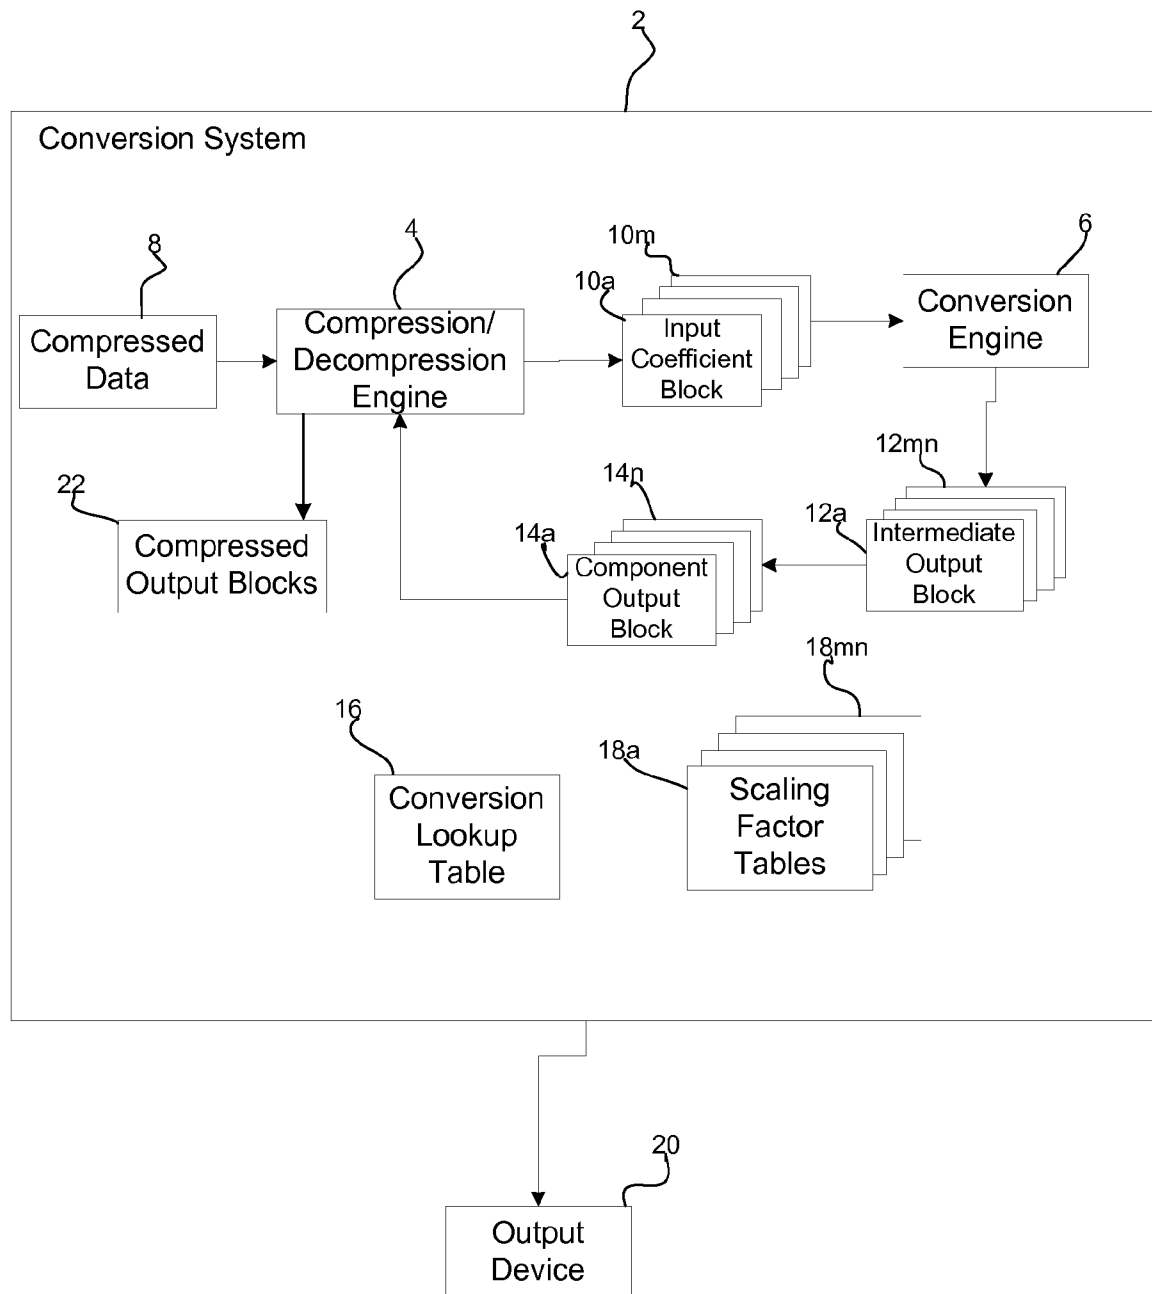 2
Conversion System
8
4
10m
10a
6
Compressed
Data
Compression/
Decompression
Engine
Input
Coefficient
Block
Conversion
Engine
22
Compressed
Output Blocks
14n
14a
Component
Output
Block
12mn
12a
Intermediate
Output
Block
16
Conversion
Lookup
Table
18mn
18a
Scaling
Factor
Tables
20
Output
Device